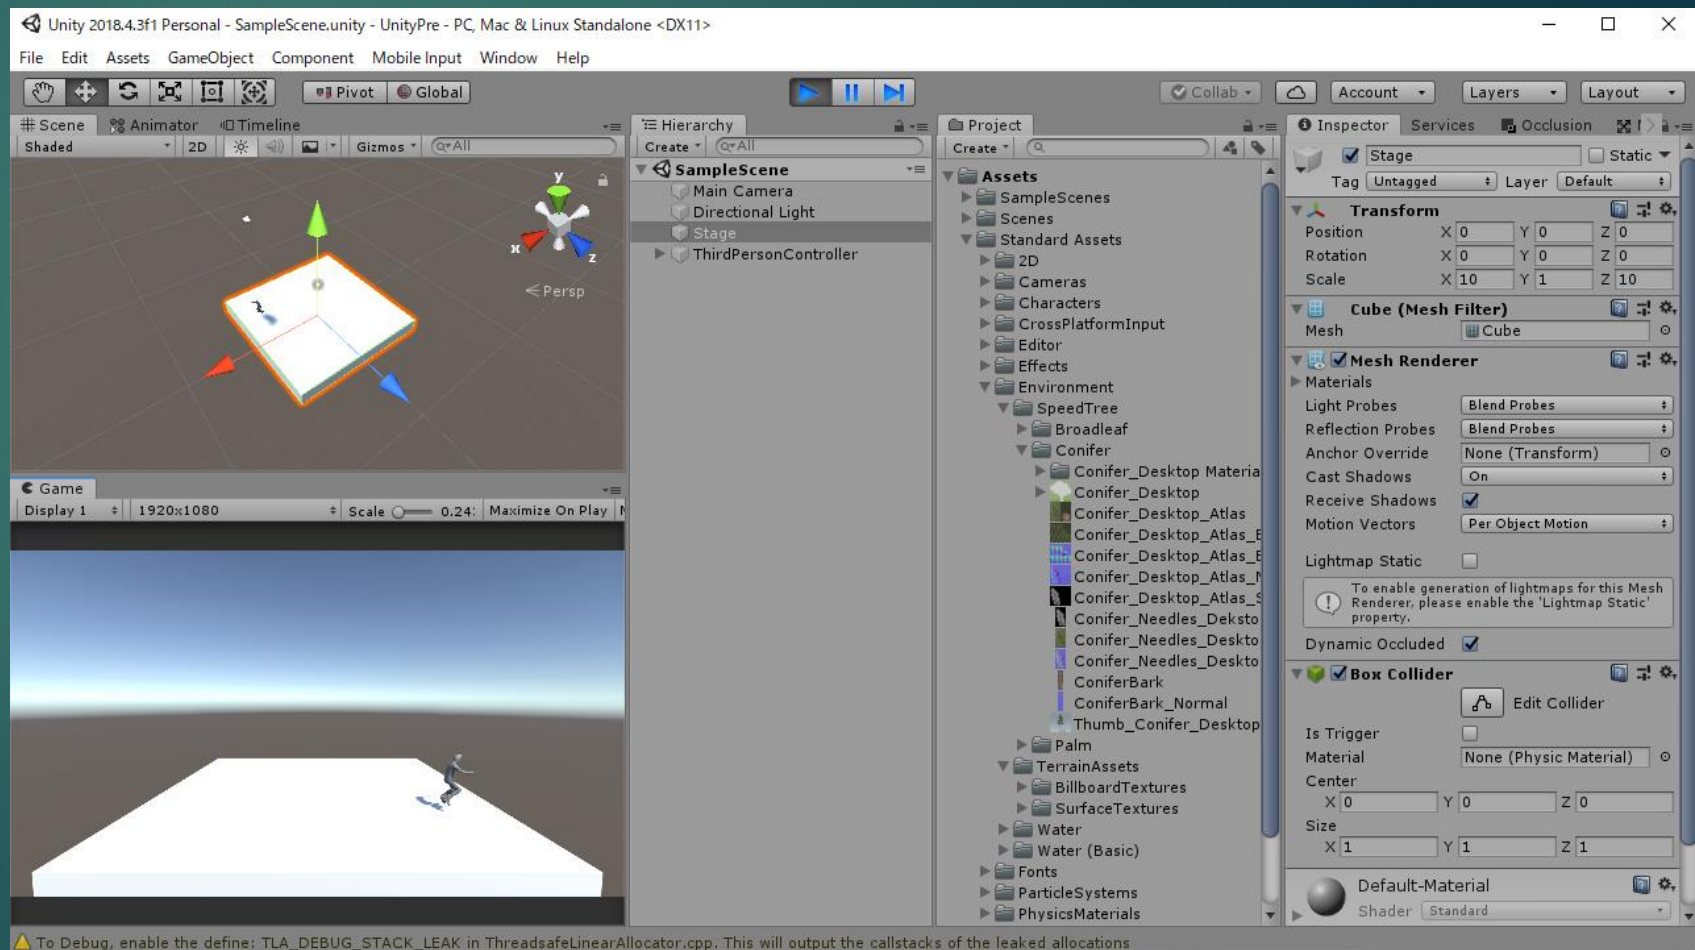 Unity 2018.4.3f1 Personal - SampleScene.unity - UnityPre - PC, Mac & Linux Standalone <DX11>
File Edit Assets GameObject Component Mobile Input Window Help
Pivot Global Collab Account Layers Layout
Scene Animator Timeline
Shaded 2D Gizmos All
y
x
z
Persp
Game
Display 1 1920x1080 Scale 0.24: Maximize On Play
Hierarchy
Create All
SampleScene
Main Camera
Directional Light
Stage
ThirdPersonController
Project
Create
Assets
SampleScenes
Scenes
Standard Assets
2D
Cameras
Characters
CrossPlatformInput
Editor
Effects
Environment
SpeedTree
Broadleaf
Conifer
Conifer_Desktop Materia
Conifer_Desktop
Conifer_Desktop_Atlas
Conifer_Desktop_Atlas_E
Conifer_Desktop_Atlas_E
Conifer_Desktop_Atlas_N
Conifer_Desktop_Atlas_S
Conifer_Needles_Deksto
Conifer_Needles_Deskto
Conifer_Needles_Deskto
ConiferBark
ConiferBark_Normal
Thumb_Conifer_Desktop
Palm
TerrainAssets
BillboardTextures
SurfaceTextures
Water
Water (Basic)
Fonts
ParticleSystems
PhysicsMaterials
Inspector Services Occlusion
Stage Static
Tag Untagged Layer Default
Transform
Position X 0 Y 0 Z 0
Rotation X 0 Y 0 Z 0
Scale X 10 Y 1 Z 10
Cube (Mesh Filter)
Mesh Cube
Mesh Renderer
Materials
Light Probes Blend Probes
Reflection Probes Blend Probes
Anchor Override None (Transform)
Cast Shadows On
Receive Shadows
Motion Vectors Per Object Motion
Lightmap Static
To enable generation of lightmaps for this Mesh
Renderer, please enable the 'Lightmap Static'
property.
Dynamic Occluded
Box Collider
Edit Collider
Is Trigger
Material None (Physic Material)
Center
X 0 Y 0 Z 0
Size
X 1 Y 1 Z 1
Default-Material
Shader Standard
To Debug, enable the define: TLA_DEBUG_STACK_LEAK in ThreadsafeLinearAllocator.cpp. This will output the callstacks of the leaked allocations